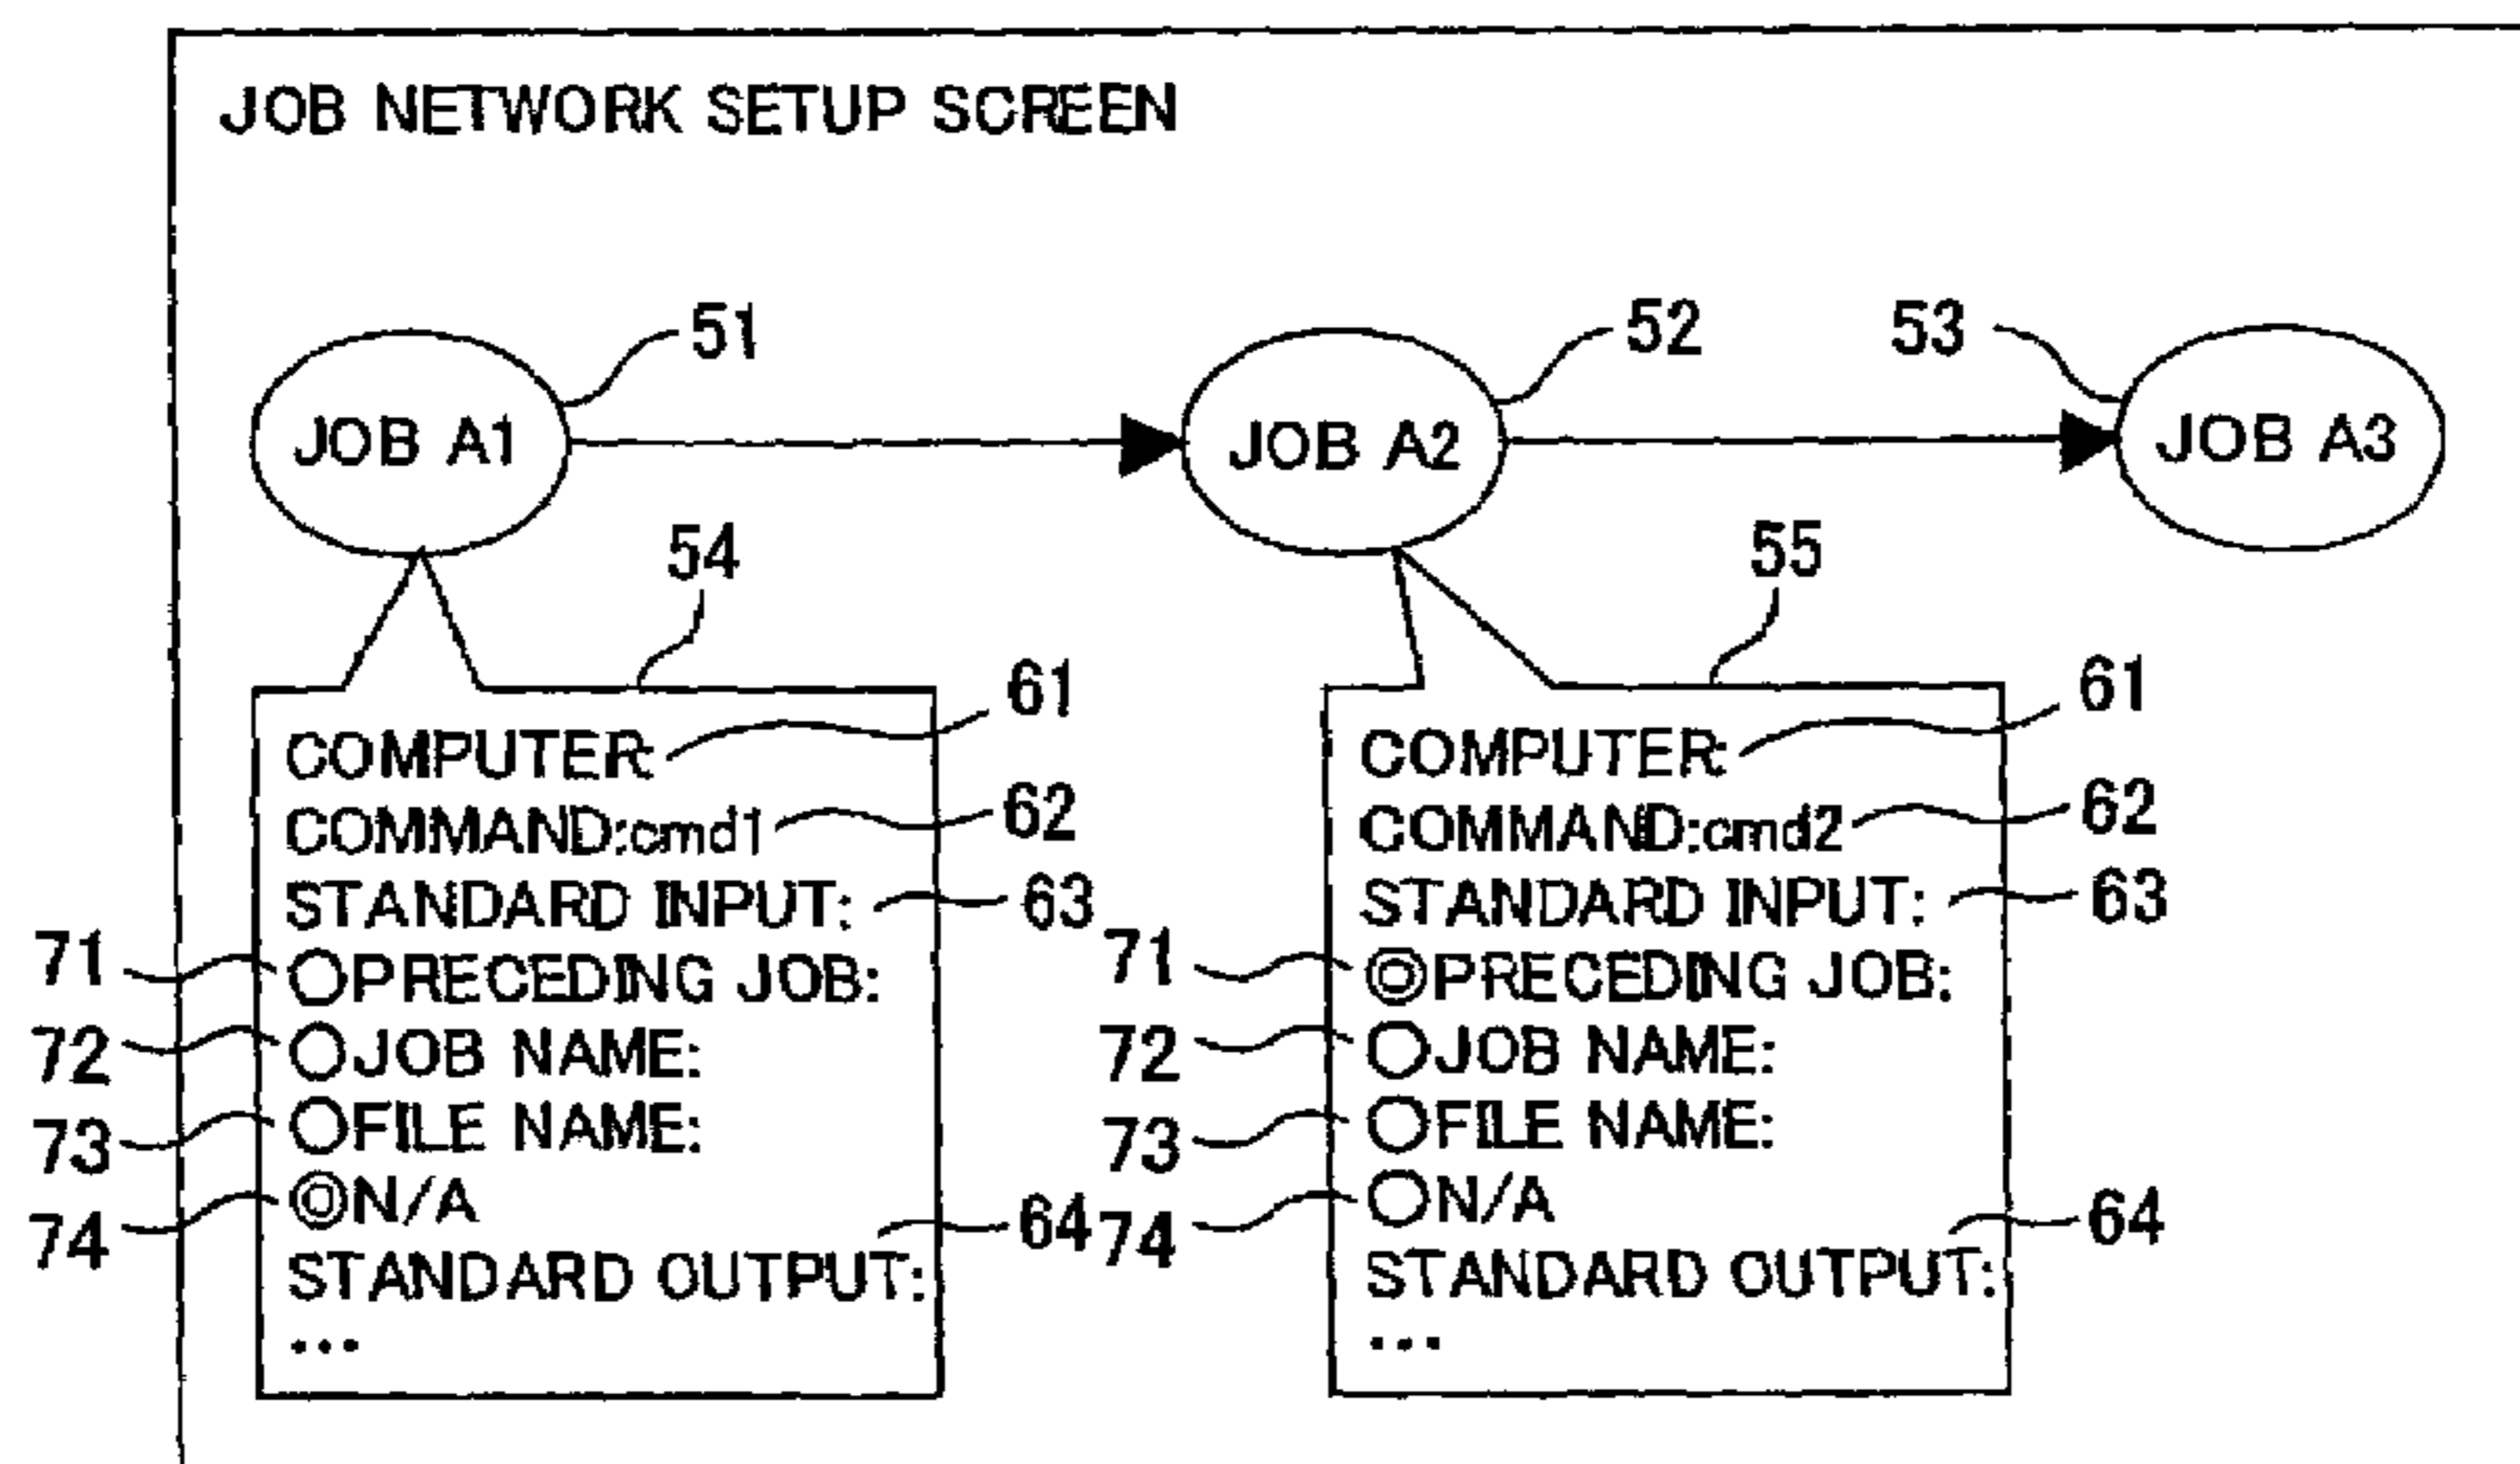 JOB NETWORK SETUP SCREEN
51
52
53
JOB A1
JOB A2
JOB A3
54
55
COMPUTER: 61
COMMAND:cmd1 62
STANDARD INPUT: 63
71 ○PRECEDING JOB:
72 ○JOB NAME:
73 ○FILE NAME:
74 ◎N/A
64
STANDARD OUTPUT:
...
COMPUTER: 61
COMMAND:cmd2 62
STANDARD INPUT: 63
71 ◎PRECEDING JOB:
72 ○JOB NAME:
73 ○FILE NAME:
74 ○N/A
64
STANDARD OUTPUT:
...